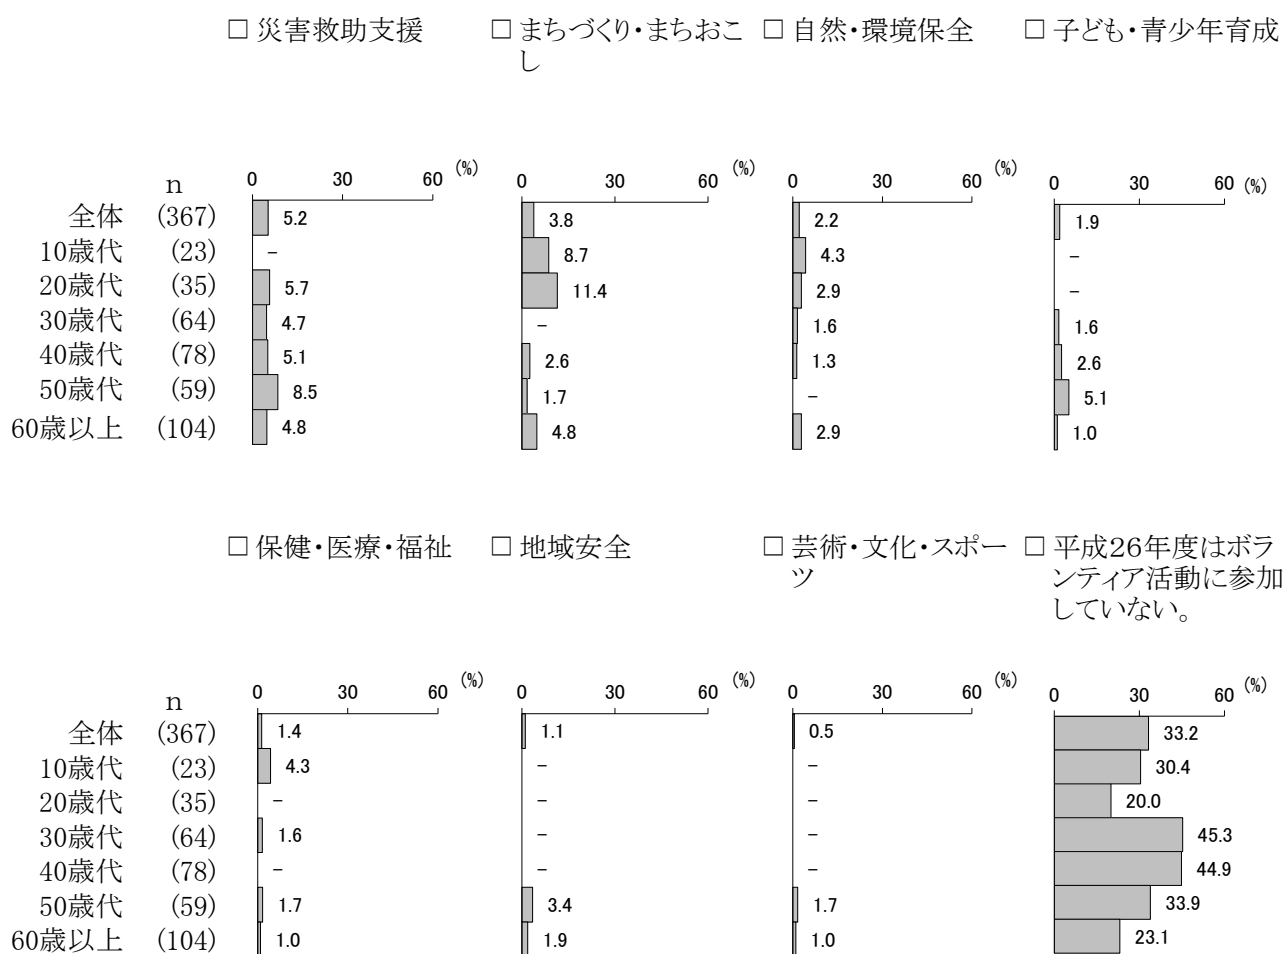 □ 災害救助支援
□ まちづくり・まちおこ
し
□ 自然・環境保全
□ 子ども・青少年育成
n
0 30 60 (%)
0 30 60 (%)
0 30 60 (%)
0 30 60 (%)
全体 (367) 5.2 3.8 2.2 1.9
10歳代 (23) – 8.7 4.3 –
20歳代 (35) 5.7 11.4 2.9 –
30歳代 (64) 4.7 – 1.6 1.6
40歳代 (78) 5.1 2.6 1.3 2.6
50歳代 (59) 8.5 1.7 – 5.1
60歳以上 (104) 4.8 4.8 2.9 1.0
□ 保健・医療・福祉
□ 地域安全
□ 芸術・文化・スポー
ツ
□ 平成26年度はボラ
ンティア活動に参加
していない。
n
0 30 60 (%)
0 30 60 (%)
0 30 60 (%)
0 30 60 (%)
全体 (367) 1.4 1.1 0.5 33.2
10歳代 (23) 4.3 – – 30.4
20歳代 (35) – – – 20.0
30歳代 (64) 1.6 – – 45.3
40歳代 (78) – – – 44.9
50歳代 (59) 1.7 3.4 1.7 33.9
60歳以上 (104) 1.0 1.9 1.0 23.1